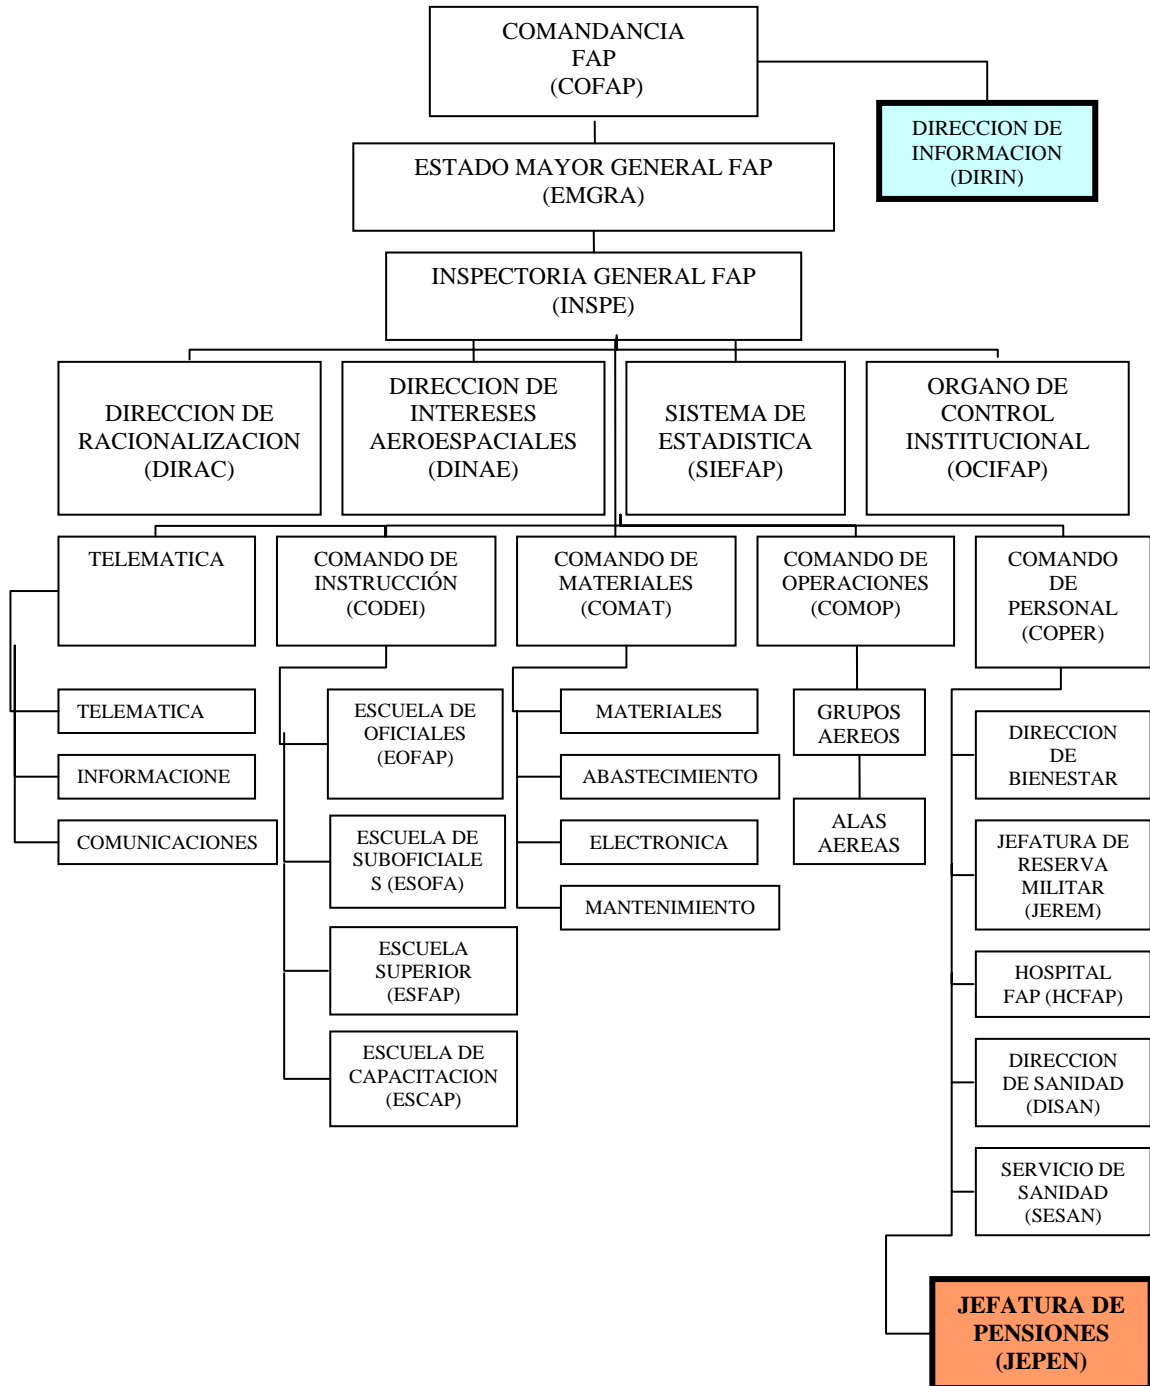 COMANDANCIA
FAP
(COFAP)
DIRECCION DE
INFORMACION
(DIRIN)
ESTADO MAYOR GENERAL FAP
(EMGRA)
INSPECTORIA GENERAL FAP
(INSPE)
DIRECCION DE
RACIONALIZACION
(DIRAC)
DIRECCION DE
INTERESES
AEROESPACIALES
(DINAE)
SISTEMA DE
ESTADISTICA
(SIEFAP)
ORGANO DE
CONTROL
INSTITUCIONAL
(OCIFAP)
TELEMATICA
COMANDO DE
INSTRUCCIÓN
(CODEI)
COMANDO DE
MATERIALES
(COMAT)
COMANDO DE
OPERACIONES
(COMOP)
COMANDO
DE
PERSONAL
(COPER)
TELEMATICA
INFORMACIONE
COMUNICACIONES
ESCUELA DE
OFICIALES
(EOFAP)
ESCUELA DE
SUBOFICIALE
S (ESOFA)
ESCUELA
SUPERIOR
(ESFAP)
ESCUELA DE
CAPACITACION
(ESCAP)
MATERIALES
ABASTECIMIENTO
ELECTRONICA
MANTENIMIENTO
GRUPOS
AEREOS
ALAS
AEREAS
DIRECCION
DE
BIENESTAR
JEFATURA DE
RESERVA
MILITAR
(JEREM)
HOSPITAL
FAP (HCFAP)
DIRECCION
DE SANIDAD
(DISAN)
SERVICIO DE
SANIDAD
(SESAN)
JEFATURA DE
PENSIONES
(JEPEN)